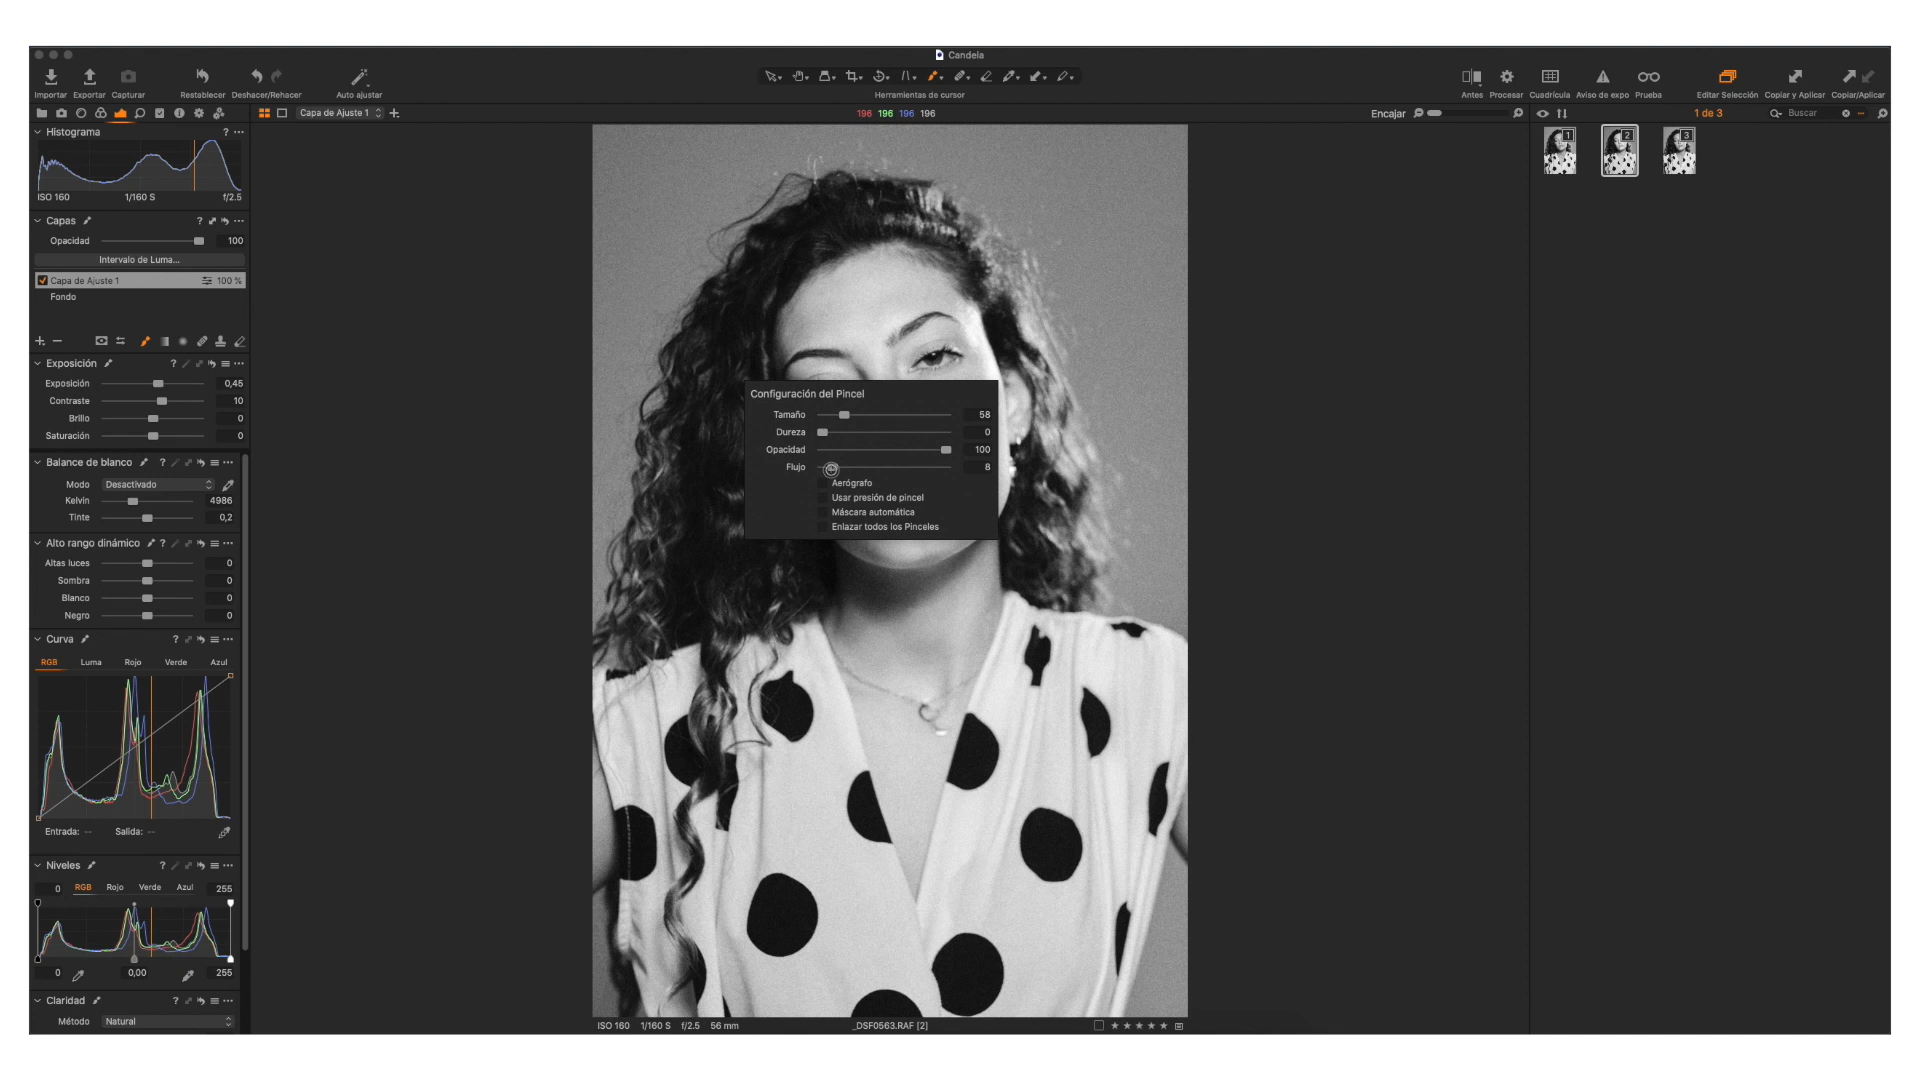 Candela
Importar Exportar Capturar Restablecer Deshacer/Rehacer Auto ajustar Herramientas de cursor Antes Procesar Cuadrícula Aviso de expo Prueba Editar Selección Copiar y Aplicar Copiar/Aplicar
Capa de Ajuste 1
196 196 196 196
Encajar
1 de 3
Buscar
1 2 3
Histograma ?
ISO 160 1/160 S f/2.5
Capas ?
Opacidad 100
Intervalo de Luma...
Capa de Ajuste 1 100 %
Fondo
Exposición ?
Exposición 0,45
Contraste 10
Brillo 0
Saturación 0
Balance de blanco ?
Modo Desactivado
Kelvin 4986
Tinte 0,2
Alto rango dinámico ?
Altas luces 0
Sombra 0
Blanco 0
Negro 0
Curva ?
RGB Luma Rojo Verde Azul
Entrada: -- Salida: --
Niveles ?
0 RGB Rojo Verde Azul 255
0 0,00 255
Claridad ?
Método Natural
Configuración del Pincel
Tamaño 58
Dureza 0
Opacidad 100
Flujo 8
Aerógrafo
Usar presión de pincel
Máscara automática
Enlazar todos los Pinceles
ISO 160 1/160 S f/2.5 56 mm _DSF0563.RAF [2]